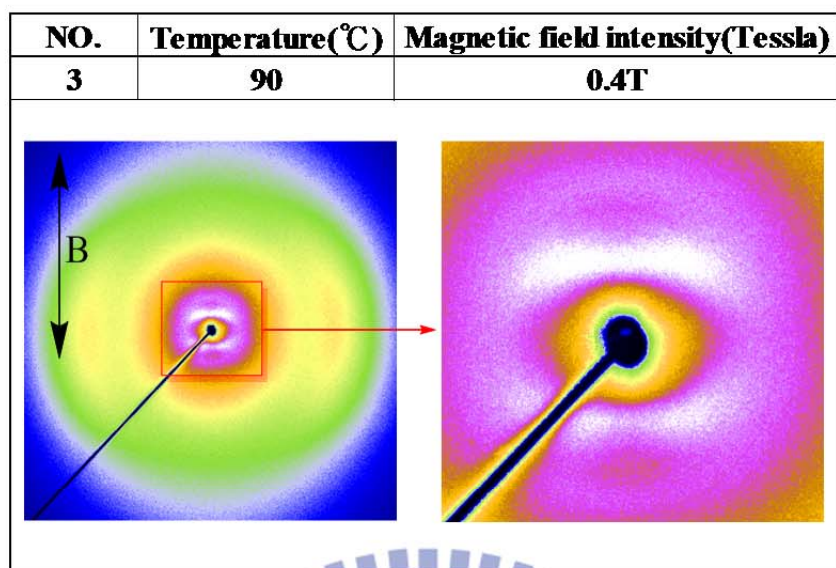 NO. Temperature(℃) Magnetic field intensity(Tessla)
3 90 0.4T
B